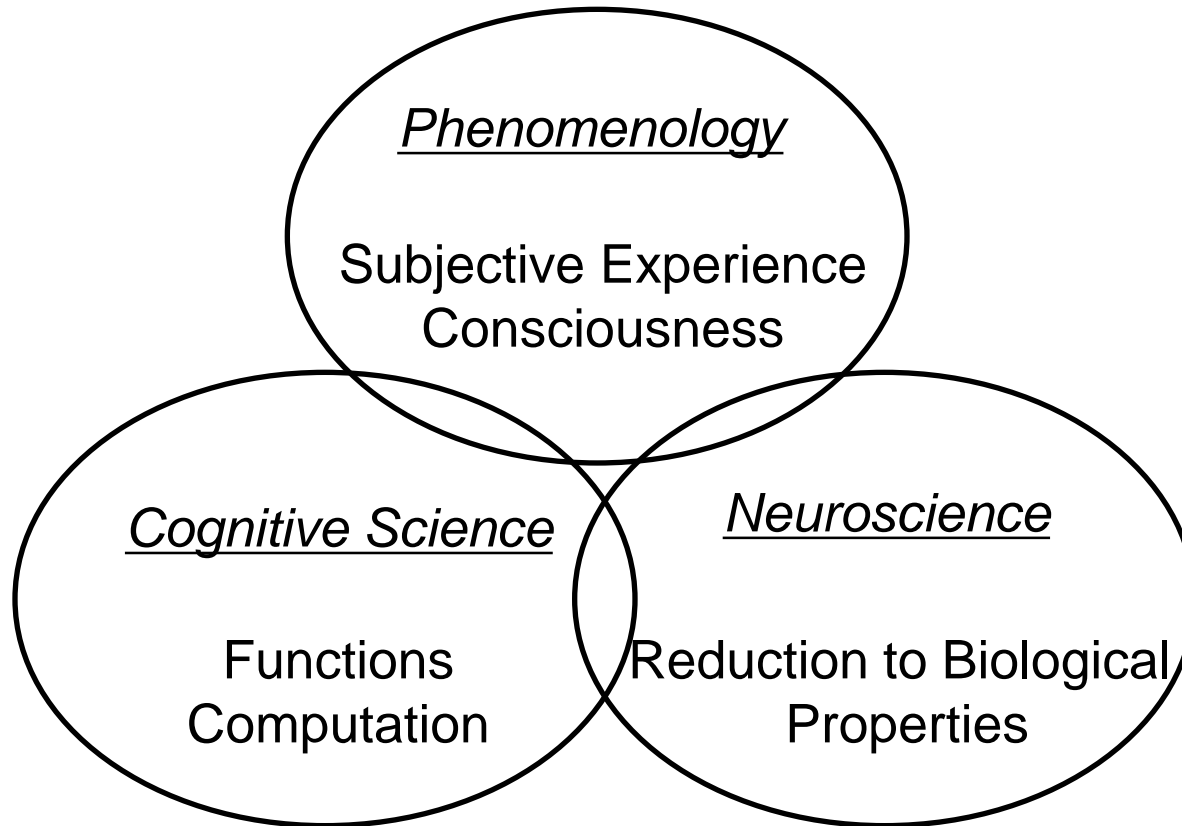 Phenomenology
Subjective Experience
Consciousness
Cognitive Science
Functions
Computation
Neuroscience
Reduction to Biological
Properties